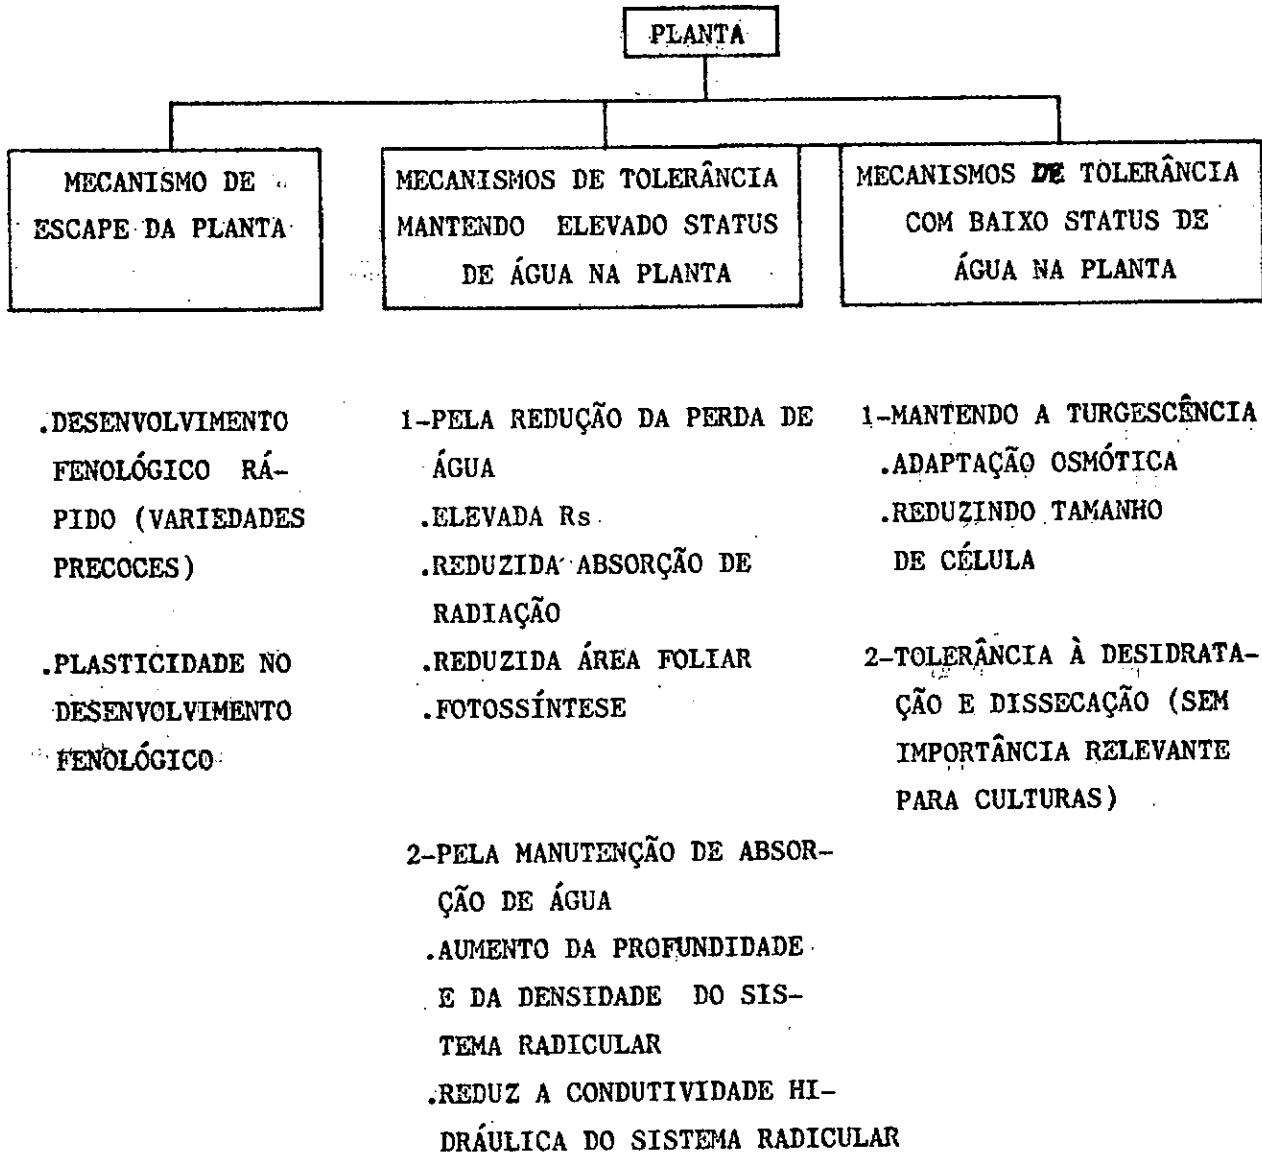 PLANTA
MECANISMO DE
ESCAPE DA PLANTA
MECANISMOS DE TOLERÂNCIA
MANTENDO ELEVADO STATUS
DE ÁGUA NA PLANTA
MECANISMOS DE TOLERÂNCIA
COM BAIXO STATUS DE
ÁGUA NA PLANTA
.DESENVOLVIMENTO
FENOLÓGICO RÁ-
PIDO (VARIEDADES
PRECOCES)
.PLASTICIDADE NO
DESENVOLVIMENTO
FENOLÓGICO
1-PELA REDUÇÃO DA PERDA DE
ÁGUA
.ELEVADA Rs
.REDUZIDA ABSORÇÃO DE
RADIAÇÃO
.REDUZIDA ÁREA FOLIAR
.FOTOSSÍNTESE
2-PELA MANUTENÇÃO DE ABSOR-
ÇÃO DE ÁGUA
.AUMENTO DA PROFUNDIDADE
E DA DENSIDADE DO SIS-
TEMA RADICULAR
.REDUZ A CONDUTIVIDADE HI-
DRÁULICA DO SISTEMA RADICULAR
1-MANTENDO A TURGESCÊNCIA
.ADAPTAÇÃO OSMÓTICA
.REDUZINDO TAMANHO
DE CÉLULA
2-TOLERÂNCIA À DESIDRATA-
ÇÃO E DISSECAÇÃO (SEM
IMPORTÂNCIA RELEVANTE
PARA CULTURAS)